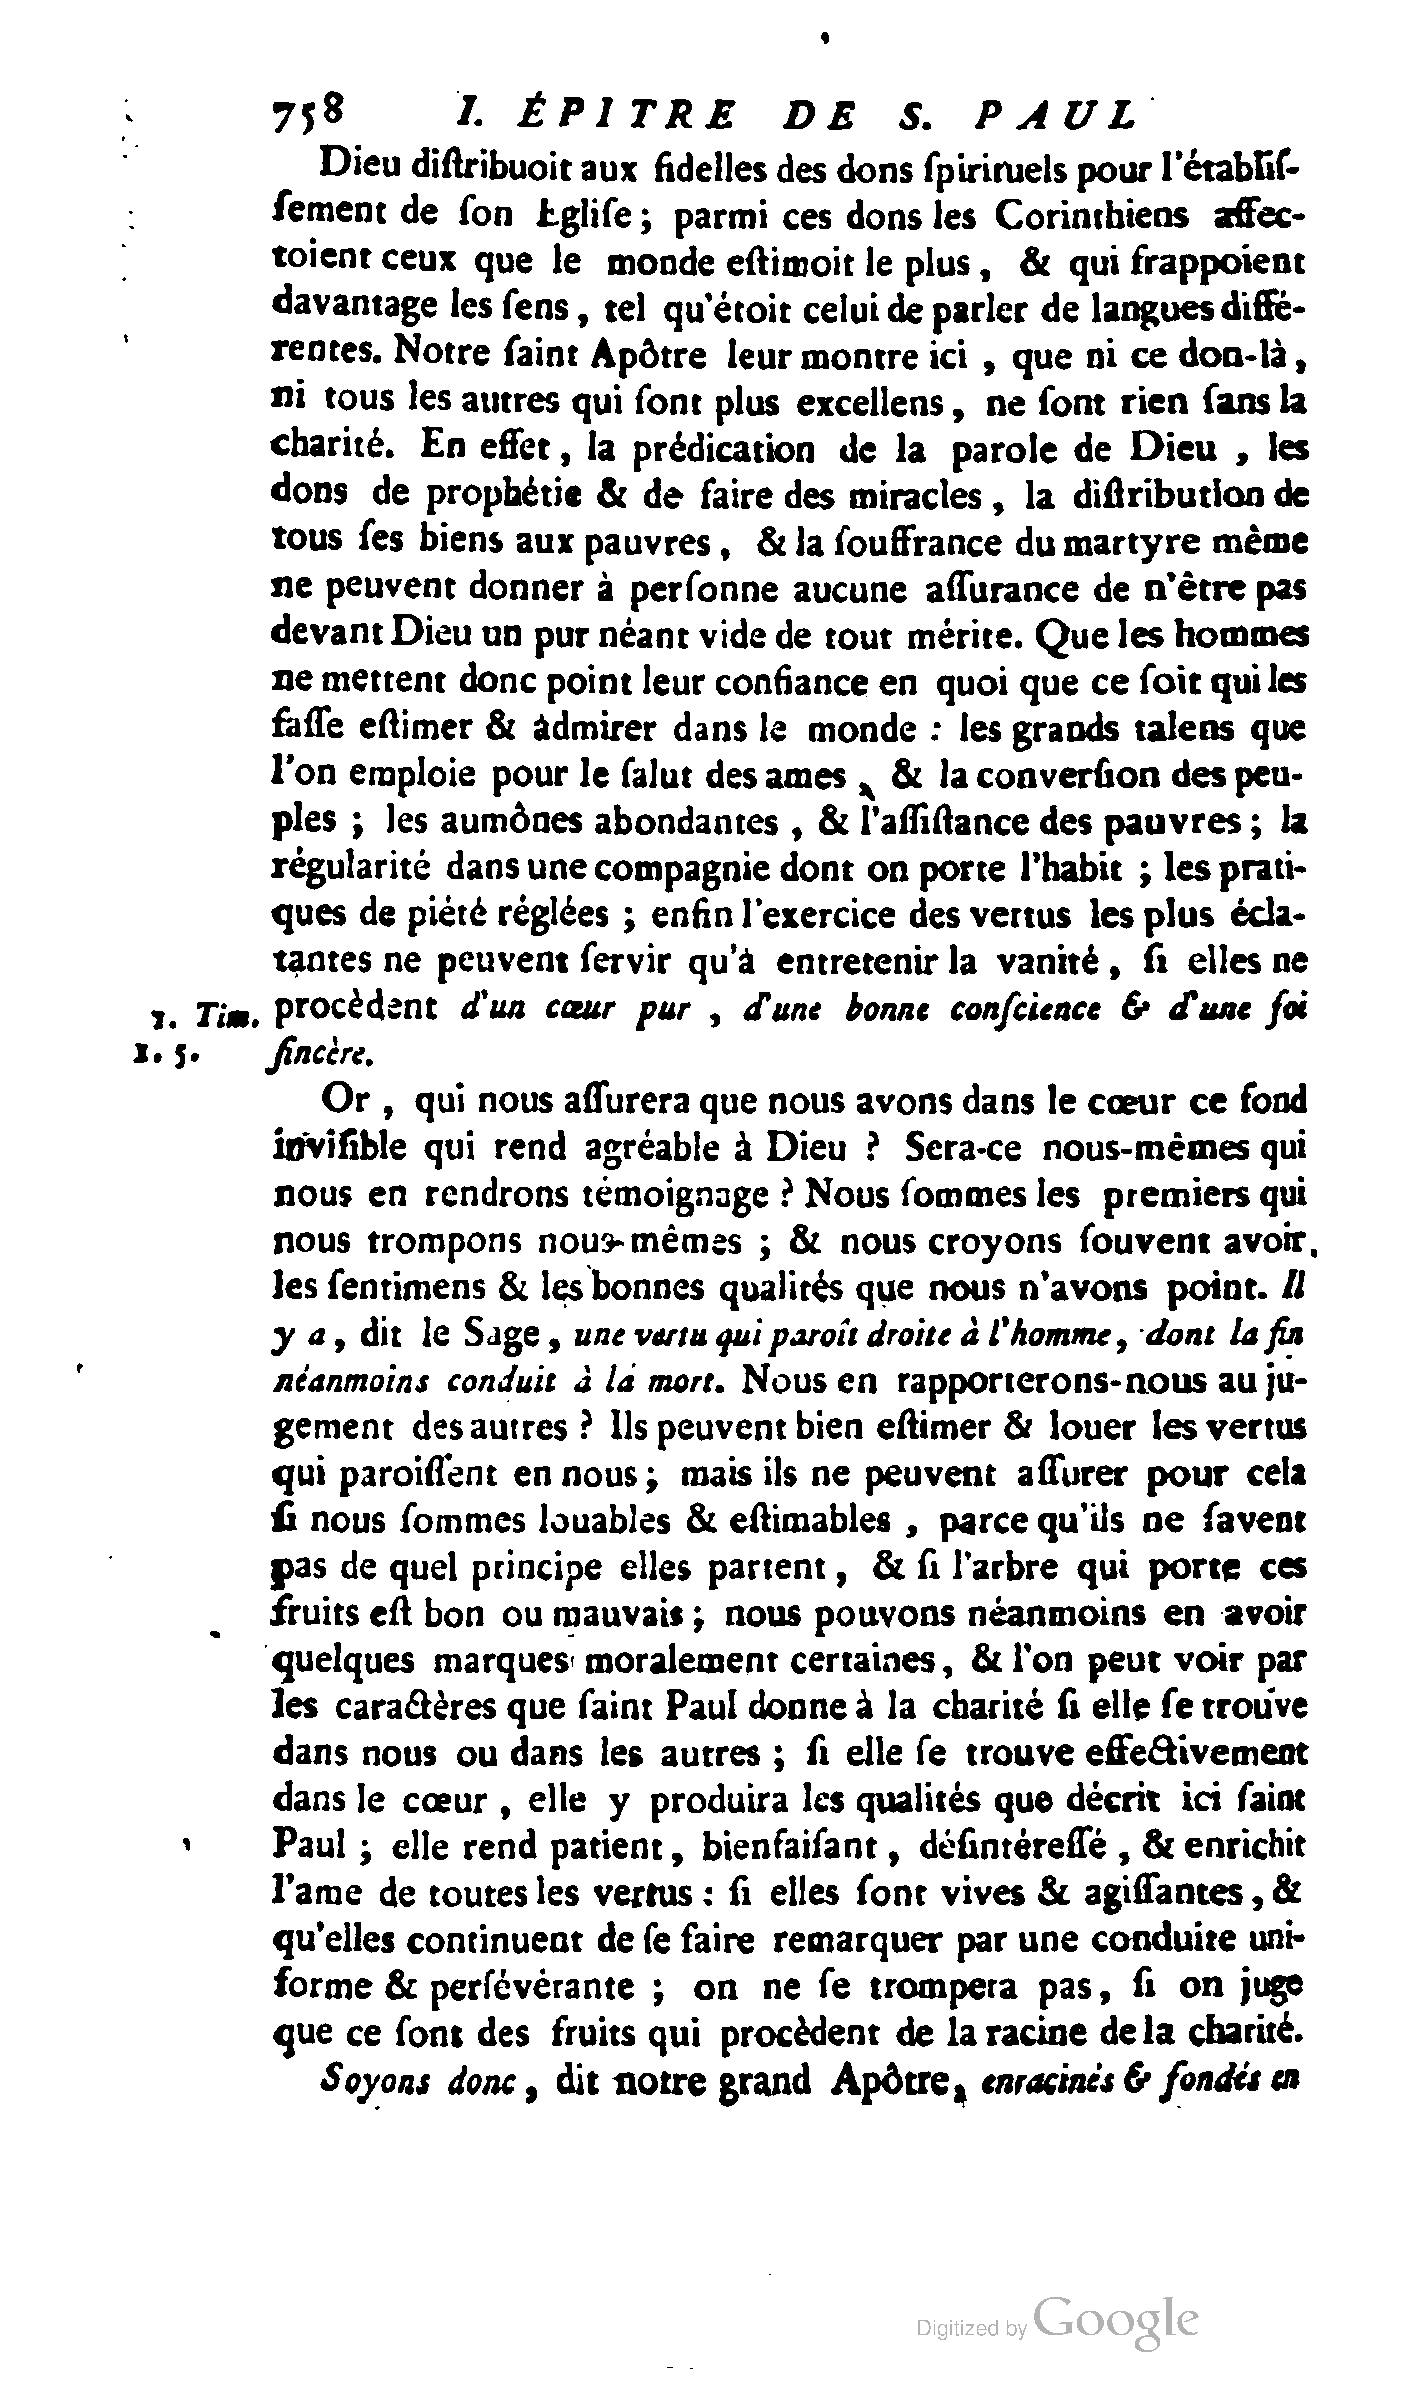 758 I. ÉPITRE DE S. PAUL
Dieu diſtribuoit aux fidelles des dons ſpirituels pour l'établiſ-
ſement de ſon Egliſe ; parmi ces dons les Corinthiens affec-
toient ceux que le monde eſtimoit le plus , & qui frappoient
davantage les ſens , tel qu'étoit celui de parler de langues diffé-
rentes. Notre ſaint Apôtre leur montre ici , que ni ce don-là ,
ni tous les autres qui ſont plus excellens , ne ſont rien ſans la
charité. En effet , la prédication de la parole de Dieu , les
dons de prophétie & de faire des miracles , la diſtribution de
tous ſes biens aux pauvres , & la ſouffrance du martyre même
ne peuvent donner à perſonne aucune aſſurance de n'être pas
devant Dieu un pur néant vide de tout mérite. Que les hommes
ne mettent donc point leur confiance en quoi que ce ſoit qui les
faſſe eſtimer & admirer dans le monde : les grands talens que
l'on emploie pour le ſalut des ames , & la converſion des peu-
ples ; les aumônes abondantes , & l'aſſiſtance des pauvres ; la
régularité dans une compagnie dont on porte l'habit ; les prati-
ques de piété réglées ; enfin l'exercice des vertus les plus écla-
tantes ne peuvent ſervir qu'à entretenir la vanité , ſi elles ne
1. Tim. procèdent d'un cœur pur , d'une bonne conſcience & d'une foi
1. 5. ſincère.
Or , qui nous aſſurera que nous avons dans le cœur ce fond
inviſible qui rend agréable à Dieu ? Sera-ce nous-mêmes qui
nous en rendrons témoignage ? Nous ſommes les premiers qui
nous trompons nous-mêmes ; & nous croyons ſouvent avoir
les ſentimens & les bonnes qualités que nous n'avons point. Il
y a , dit le Sage , une vertu qui paroît droite à l'homme , dont la fin
néanmoins conduit à la mort. Nous en rapporterons-nous au ju-
gement des autres ? Ils peuvent bien eſtimer & louer les vertus
qui paroiſſent en nous ; mais ils ne peuvent aſſurer pour cela
ſi nous ſommes louables & eſtimables , parce qu'ils ne ſavent
pas de quel principe elles partent , & ſi l'arbre qui porte ces
fruits eſt bon ou mauvais ; nous pouvons néanmoins en avoir
quelques marques moralement certaines , & l'on peut voir par
les caractères que ſaint Paul donne à la charité ſi elle ſe trouve
dans nous ou dans les autres ; ſi elle ſe trouve effectivement
dans le cœur , elle y produira les qualités que décrit ici ſaint
Paul ; elle rend patient , bienfaiſant , déſintéreſſé , & enrichit
l'ame de toutes les vertus : ſi elles ſont vives & agiſſantes , &
qu'elles continuent de ſe faire remarquer par une conduite uni-
forme & perſévérante ; on ne ſe trompera pas , ſi on juge
que ce ſont des fruits qui procèdent de la racine de la charité.
Soyons donc , dit notre grand Apôtre , enracinés & fondés en
Digitized by Google